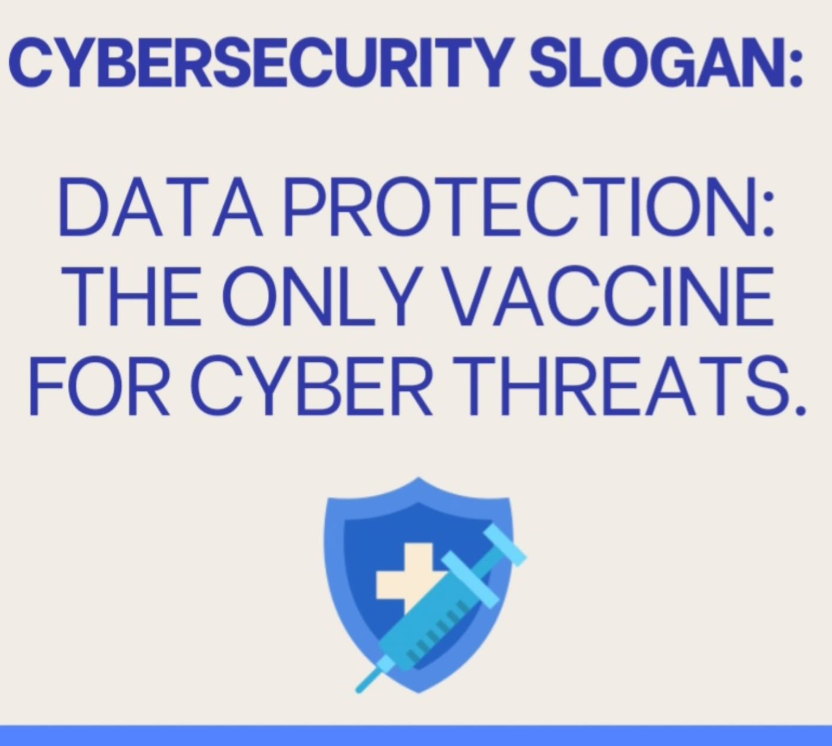 CYBERSECURITY SLOGAN:
DATA PROTECTION:
THE ONLY VACCINE
FOR CYBER THREATS.